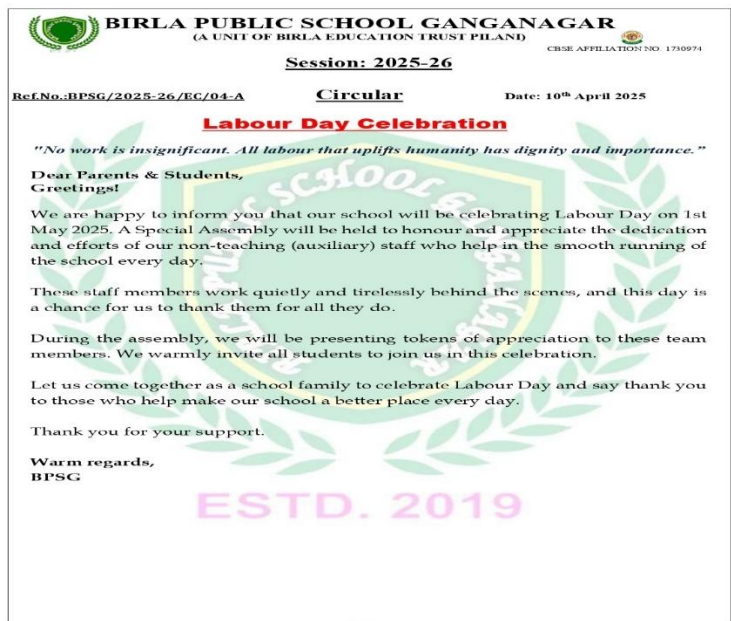 BIRLA PUBLIC SCHOOL GANGANAGAR
(A UNIT OF BIRLA EDUCATION TRUST PILANI)
CBSE AFFILIATION NO. 1730974
Session: 2025-26
Ref.No.:BPSG/2025-26/EC/04-A Circular Date: 10th April 2025
Labour Day Celebration
"No work is insignificant. All labour that uplifts humanity has dignity and importance."
Dear Parents & Students,
Greetings!
We are happy to inform you that our school will be celebrating Labour Day on 1st
May 2025. A Special Assembly will be held to honour and appreciate the dedication
and efforts of our non-teaching (auxiliary) staff who help in the smooth running of
the school every day.
These staff members work quietly and tirelessly behind the scenes, and this day is
a chance for us to thank them for all they do.
During the assembly, we will be presenting tokens of appreciation to these team
members. We warmly invite all students to join us in this celebration.
Let us come together as a school family to celebrate Labour Day and say thank you
to those who help make our school a better place every day.
Thank you for your support.
Warm regards,
BPSG
BIRLA PUBLIC SCHOOL GANGANAGAR
ESTD. 2019